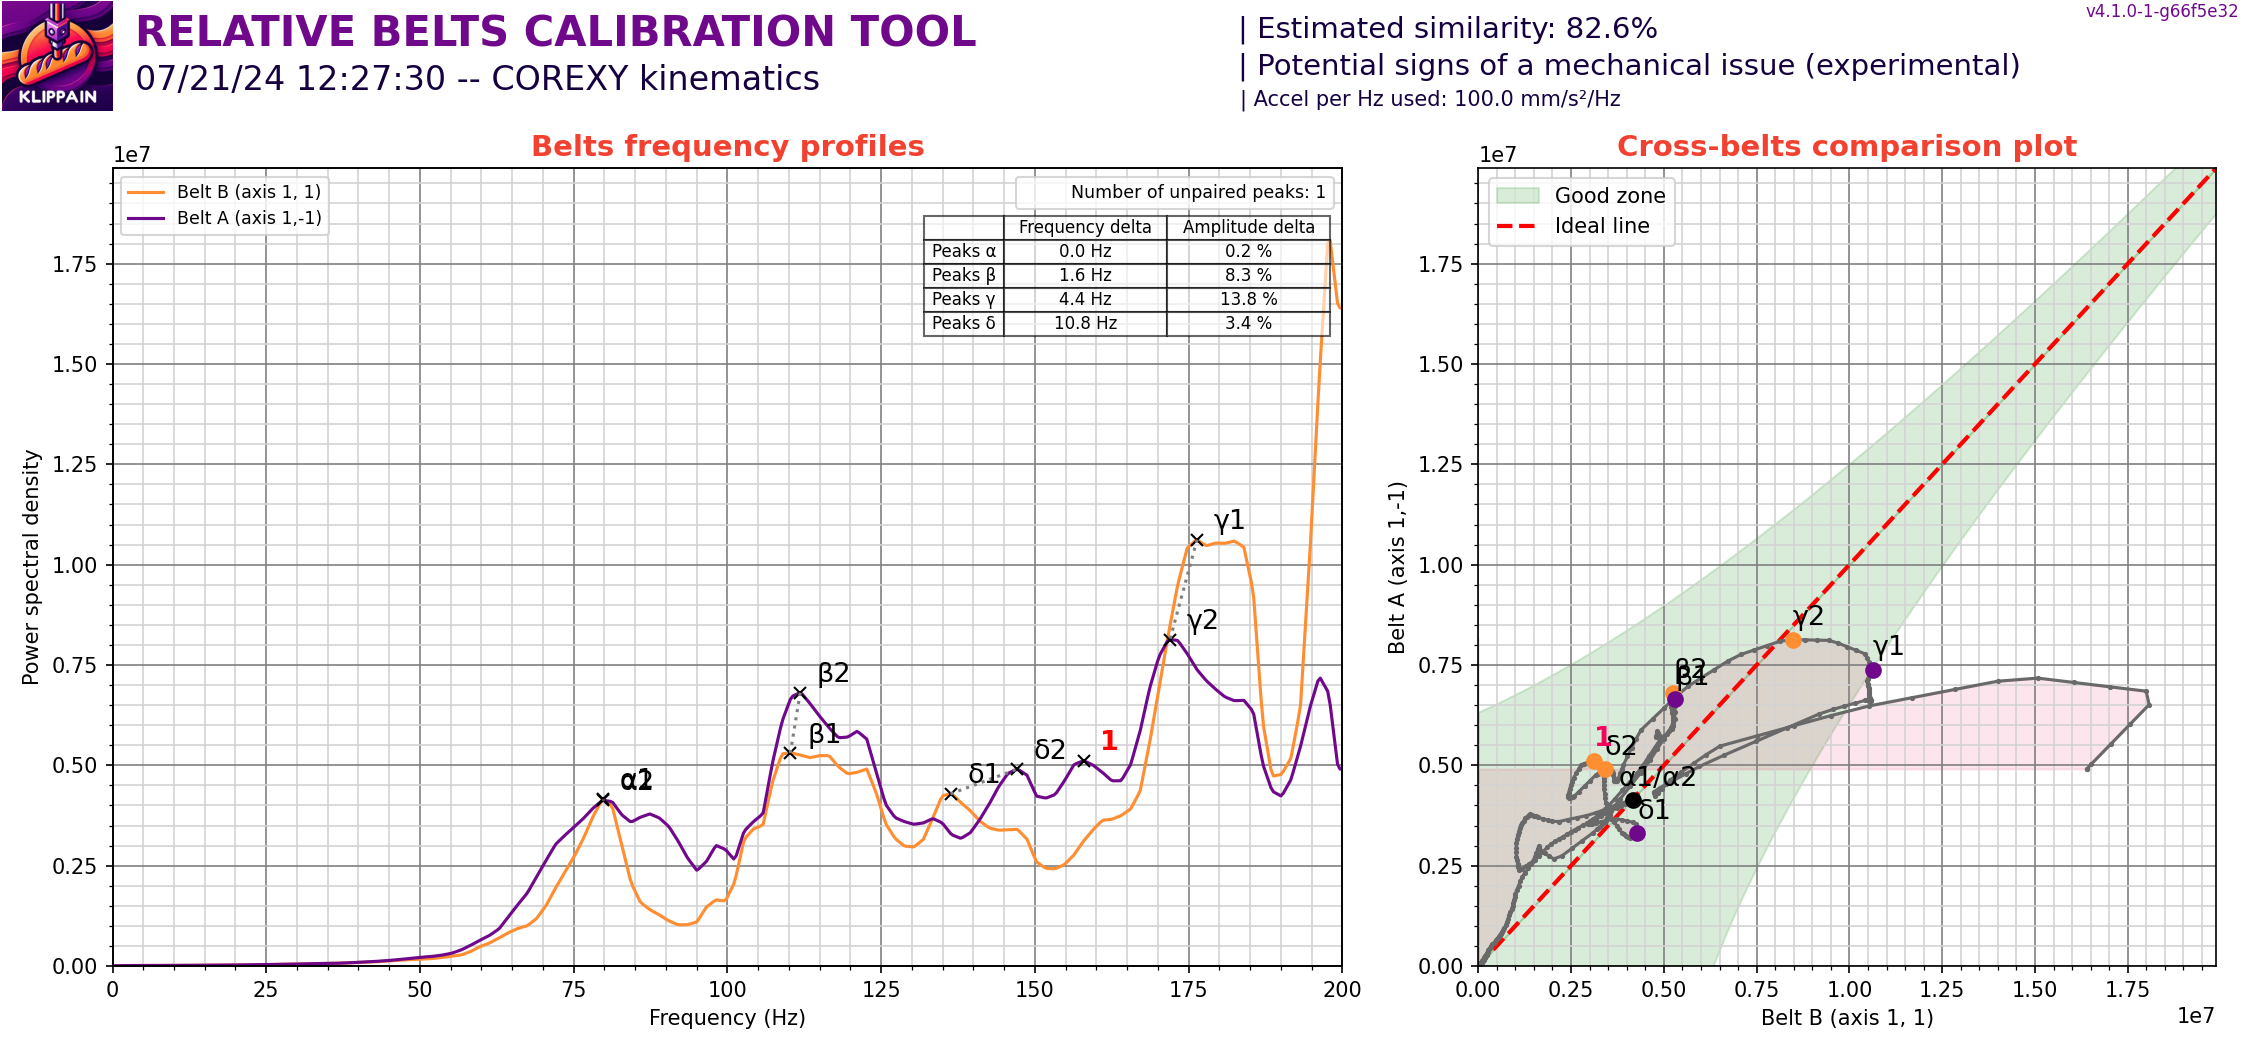 KLIPPAIN
RELATIVE BELTS CALIBRATION TOOL
07/21/24 12:27:30 -- COREXY kinematics
| Estimated similarity: 82.6%
| Potential signs of a mechanical issue (experimental)
| Accel per Hz used: 100.0 mm/s²/Hz
v4.1.0-1-g66f5e32
Belts frequency profiles
1e7
Belt B (axis 1, 1)
Belt A (axis 1,-1)
Number of unpaired peaks: 1
Frequency delta Amplitude delta
Peaks α 0.0 Hz 0.2 %
Peaks β 1.6 Hz 8.3 %
Peaks γ 4.4 Hz 13.8 %
Peaks δ 10.8 Hz 3.4 %
1.75
1.50
1.25
1.00
0.75
0.50
0.25
0.00
Power spectral density
γ1
γ2
β2
β1
1
δ2
δ1
α1
α2
0 25 50 75 100 125 150 175 200
Frequency (Hz)
Cross-belts comparison plot
1e7
Good zone
Ideal line
1.75
1.50
1.25
1.00
0.75
0.50
0.25
0.00
Belt A (axis 1,-1)
γ2
γ1
β2
β1
1
δ2
α1/α2
δ1
0.00 0.25 0.50 0.75 1.00 1.25 1.50 1.75
Belt B (axis 1, 1)
1e7